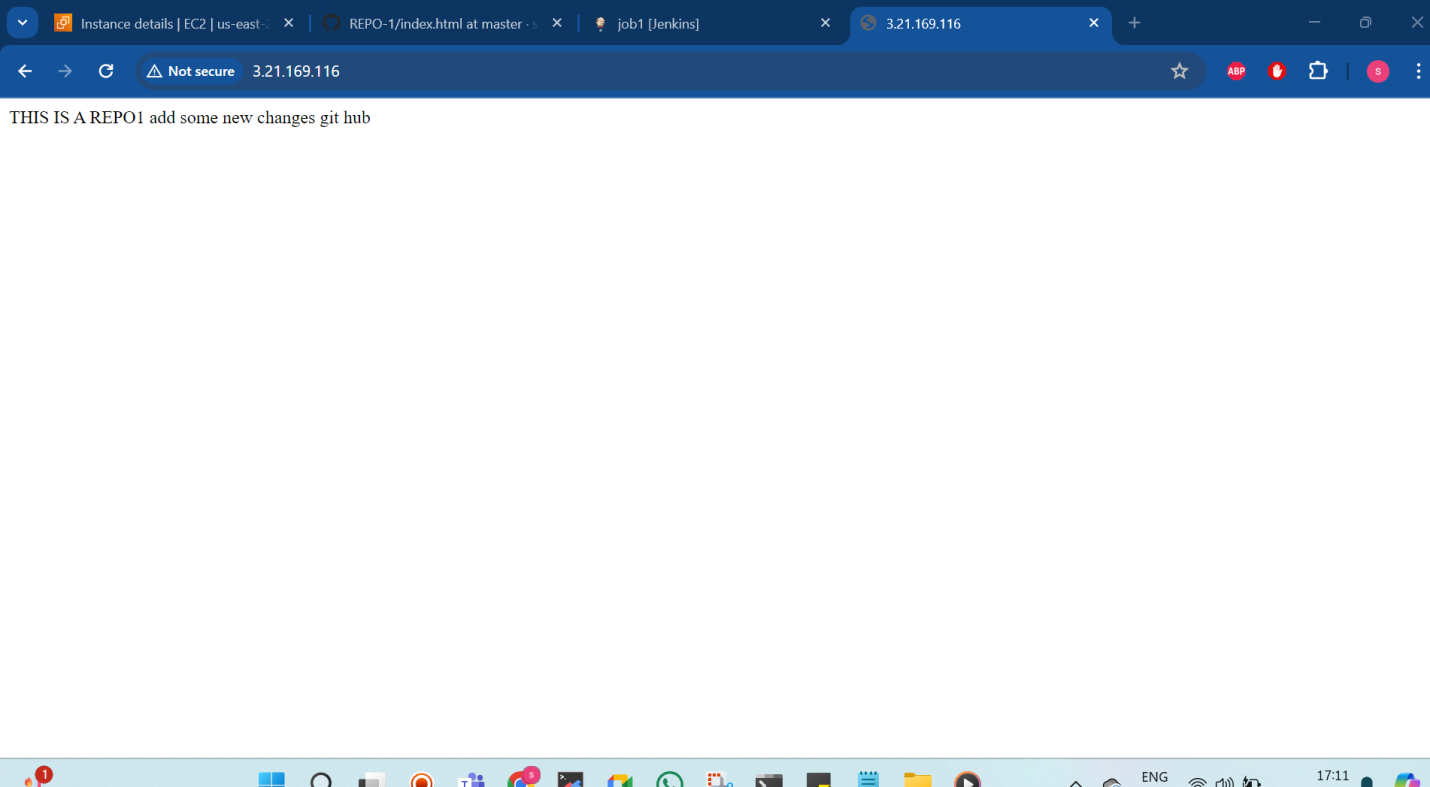 Instance details | EC2 | us-east-2
REPO-1/index.html at master · s
job1 [Jenkins]
3.21.169.116
Not secure
3.21.169.116
ABP
S
THIS IS A REPO1 add some new changes git hub
1
T
S
ENG
17:11